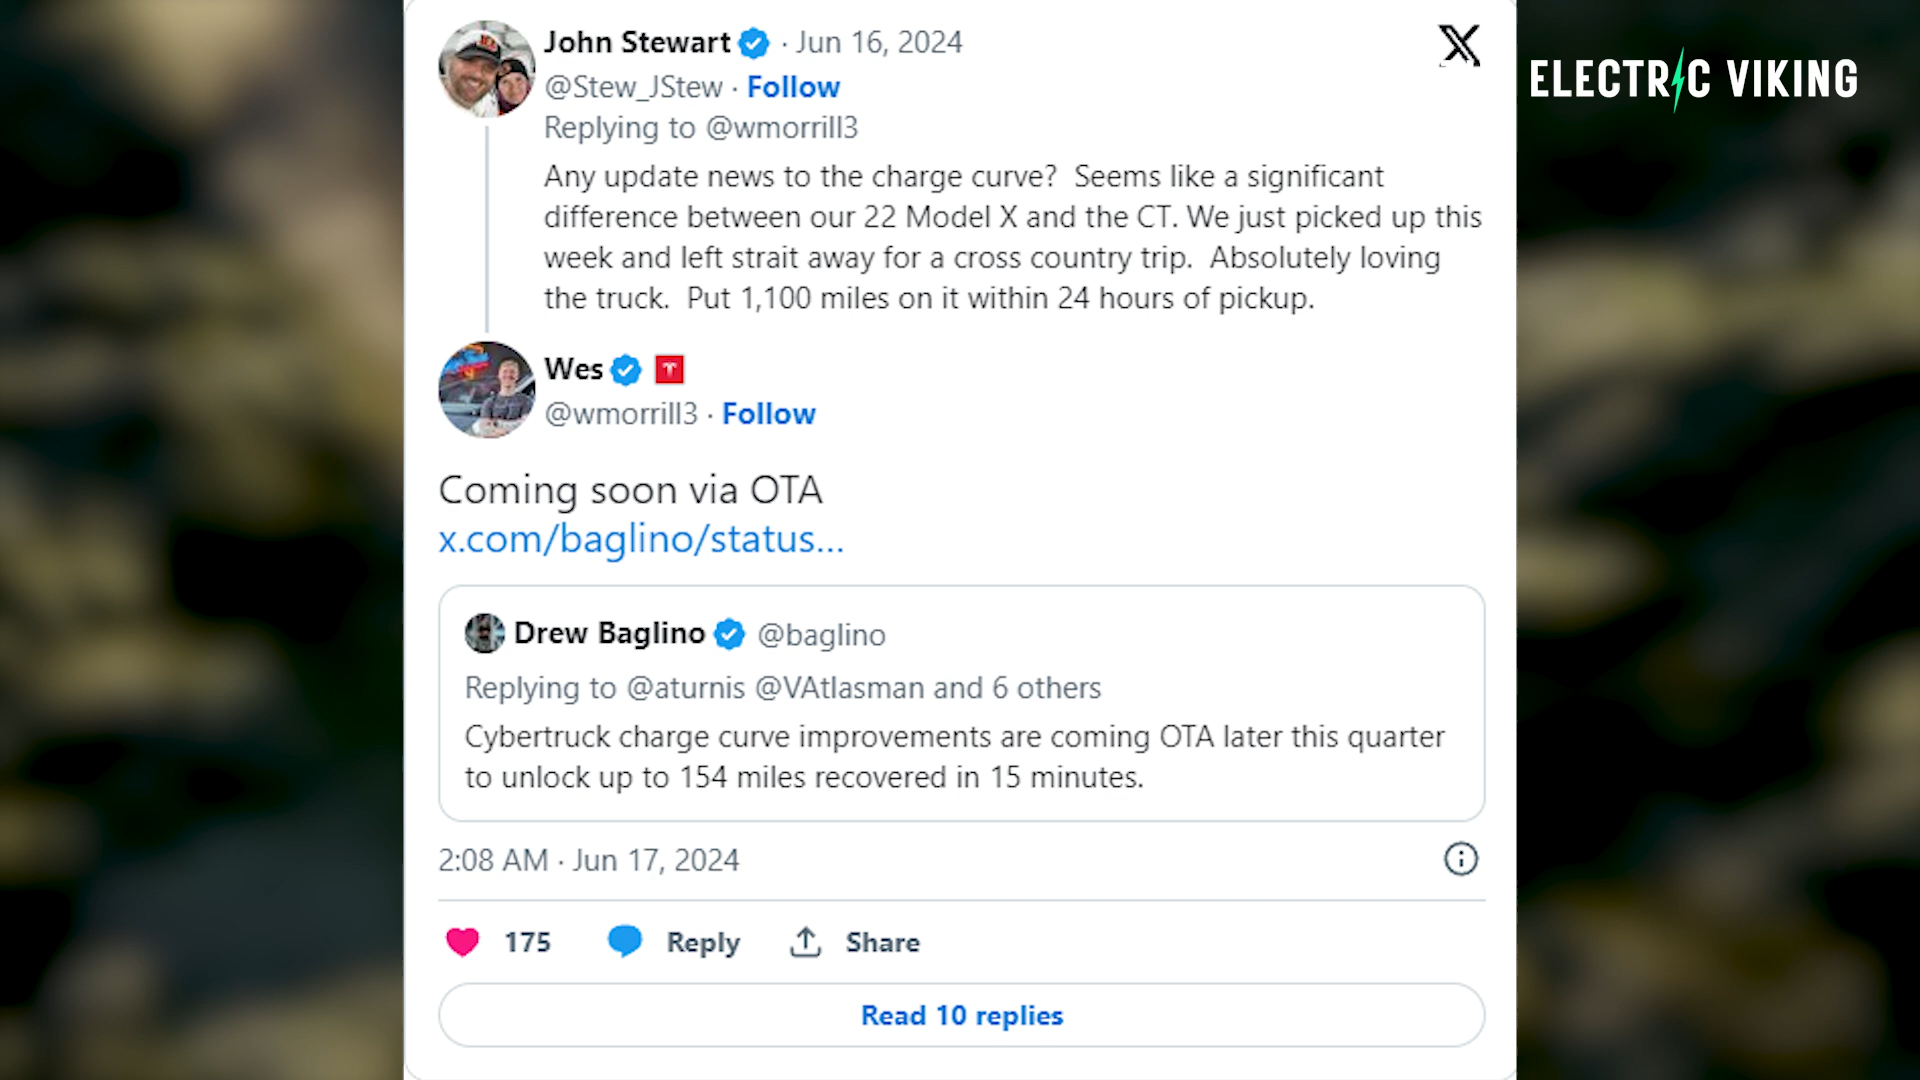 John Stewart · Jun 16, 2024
@Stew_JStew · Follow
Replying to @wmorrill3
Any update news to the charge curve? Seems like a significant
difference between our 22 Model X and the CT. We just picked up this
week and left strait away for a cross country trip. Absolutely loving
the truck. Put 1,100 miles on it within 24 hours of pickup.
ELECTRIC VIKING
Wes
@wmorrill3 · Follow
Coming soon via OTA
x.com/baglino/status...
Drew Baglino @baglino
Replying to @aturnis @VAtlasman and 6 others
Cybertruck charge curve improvements are coming OTA later this quarter
to unlock up to 154 miles recovered in 15 minutes.
2:08 AM · Jun 17, 2024
175 Reply Share
Read 10 replies